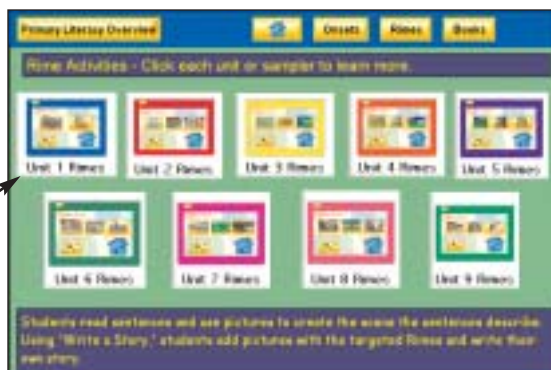 Primary Literacy Overview Onsets Rimes Books
Rime Activities - Click each unit or sampler to learn more.
Unit 1 Rimes Unit 2 Rimes Unit 3 Rimes Unit 4 Rimes Unit 5 Rimes
Unit 6 Rimes Unit 7 Rimes Unit 8 Rimes Unit 9 Rimes
Students read sentences and use pictures to create the scene the sentences describe.
Using "Write a Story," students add pictures with the targeted Rimes and write their
own story.